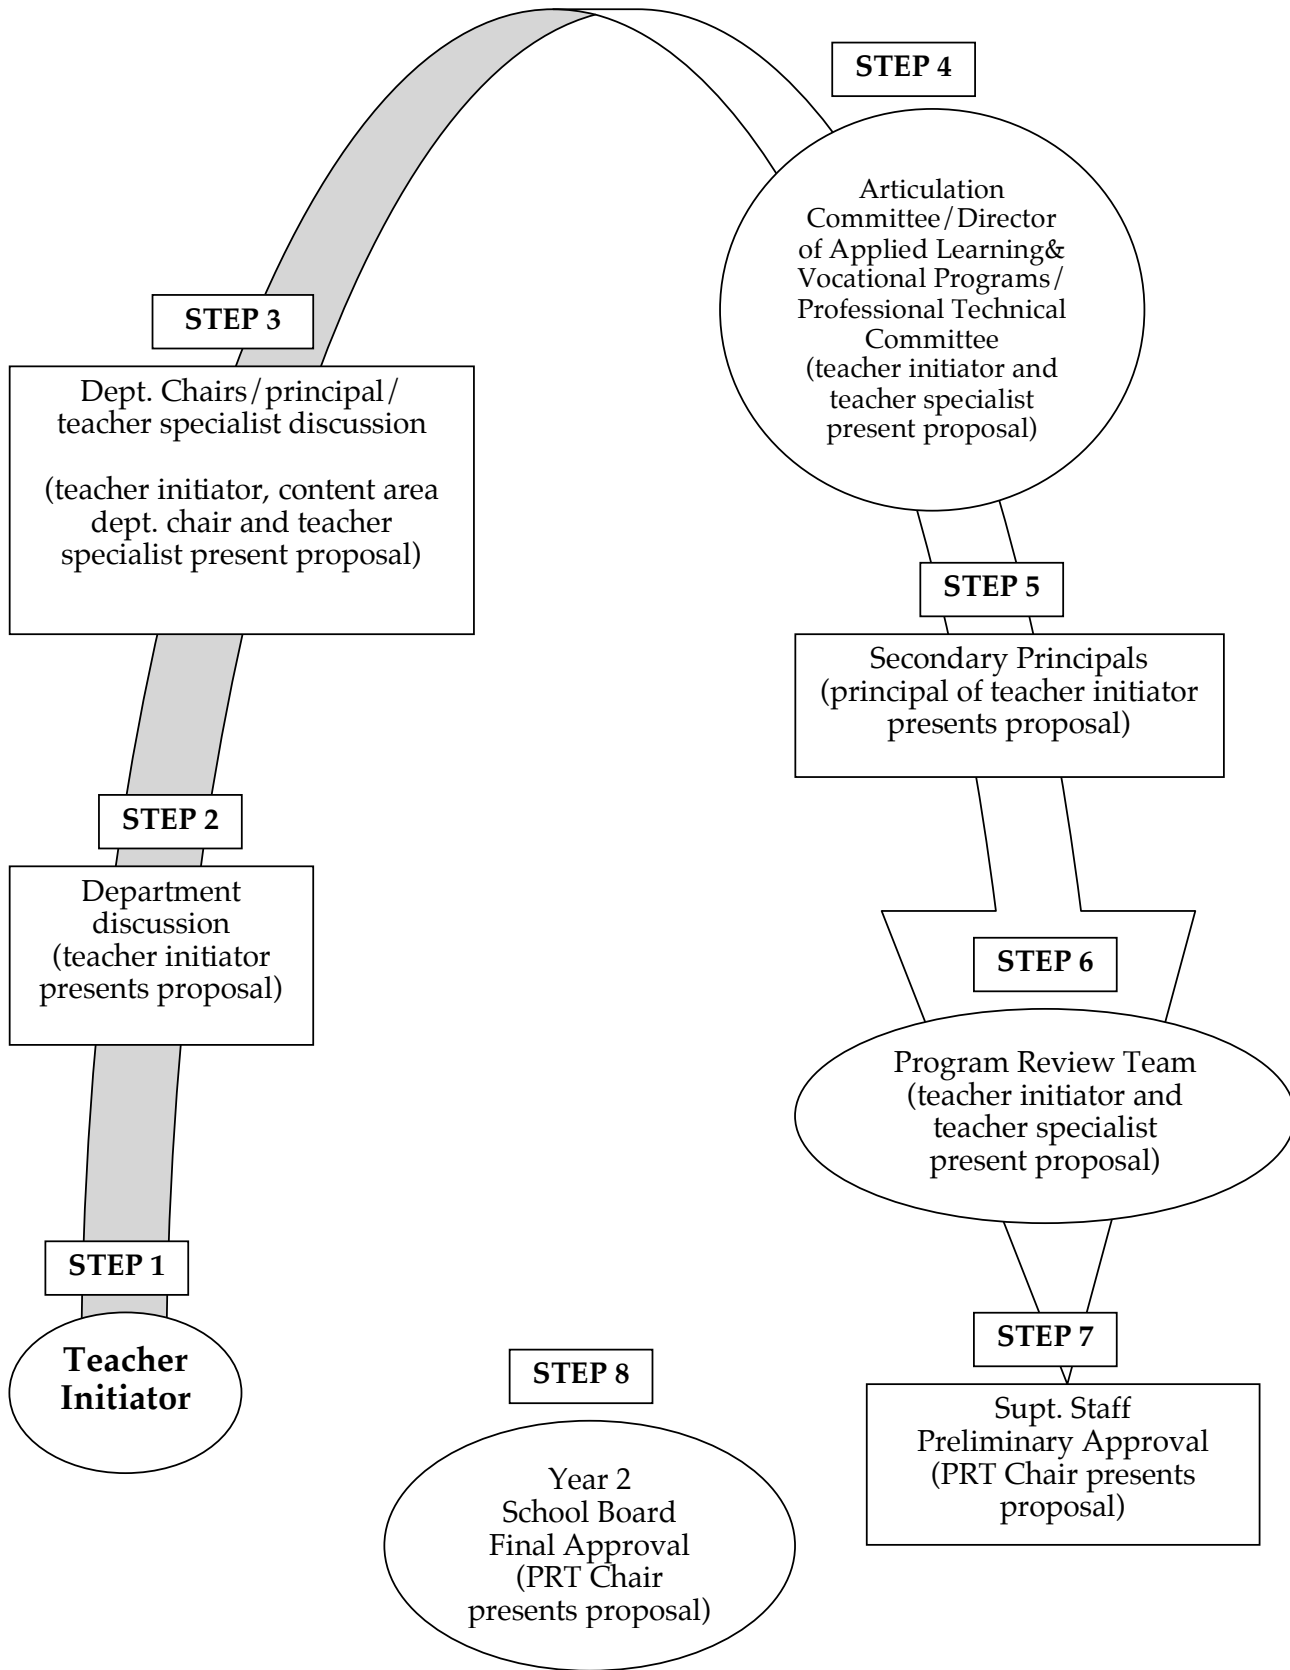 STEP 1
Teacher
Initiator
STEP 2
Department
discussion
(teacher initiator
presents proposal)
STEP 3
Dept. Chairs/principal/
teacher specialist discussion
(teacher initiator, content area
dept. chair and teacher
specialist present proposal)
STEP 4
Articulation
Committee/Director
of Applied Learning&
Vocational Programs/
Professional Technical
Committee
(teacher initiator and
teacher specialist
present proposal)
STEP 5
Secondary Principals
(principal of teacher initiator
presents proposal)
STEP 6
Program Review Team
(teacher initiator and
teacher specialist
present proposal)
STEP 7
Supt. Staff
Preliminary Approval
(PRT Chair presents
proposal)
STEP 8
Year 2
School Board
Final Approval
(PRT Chair
presents proposal)